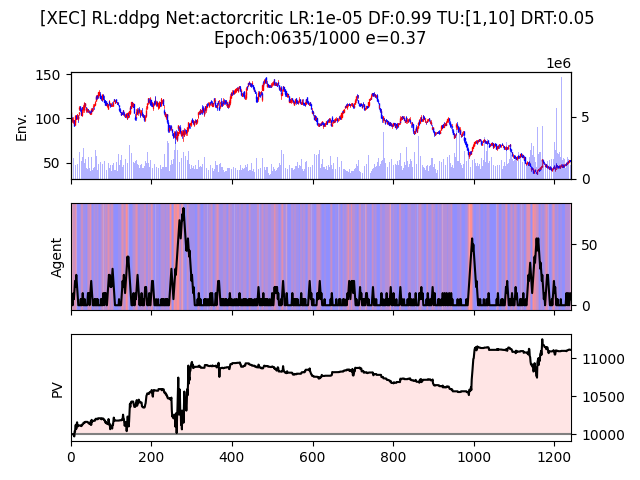 [XEC] RL:ddpg Net:actorcritic LR:1e-05 DF:0.99 TU:[1,10] DRT:0.05
Epoch:0635/1000 e=0.37
1e6
150
100
50
Env.
5
0
Agent
50
0
PV
11000
10500
10000
0 200 400 600 800 1000 1200